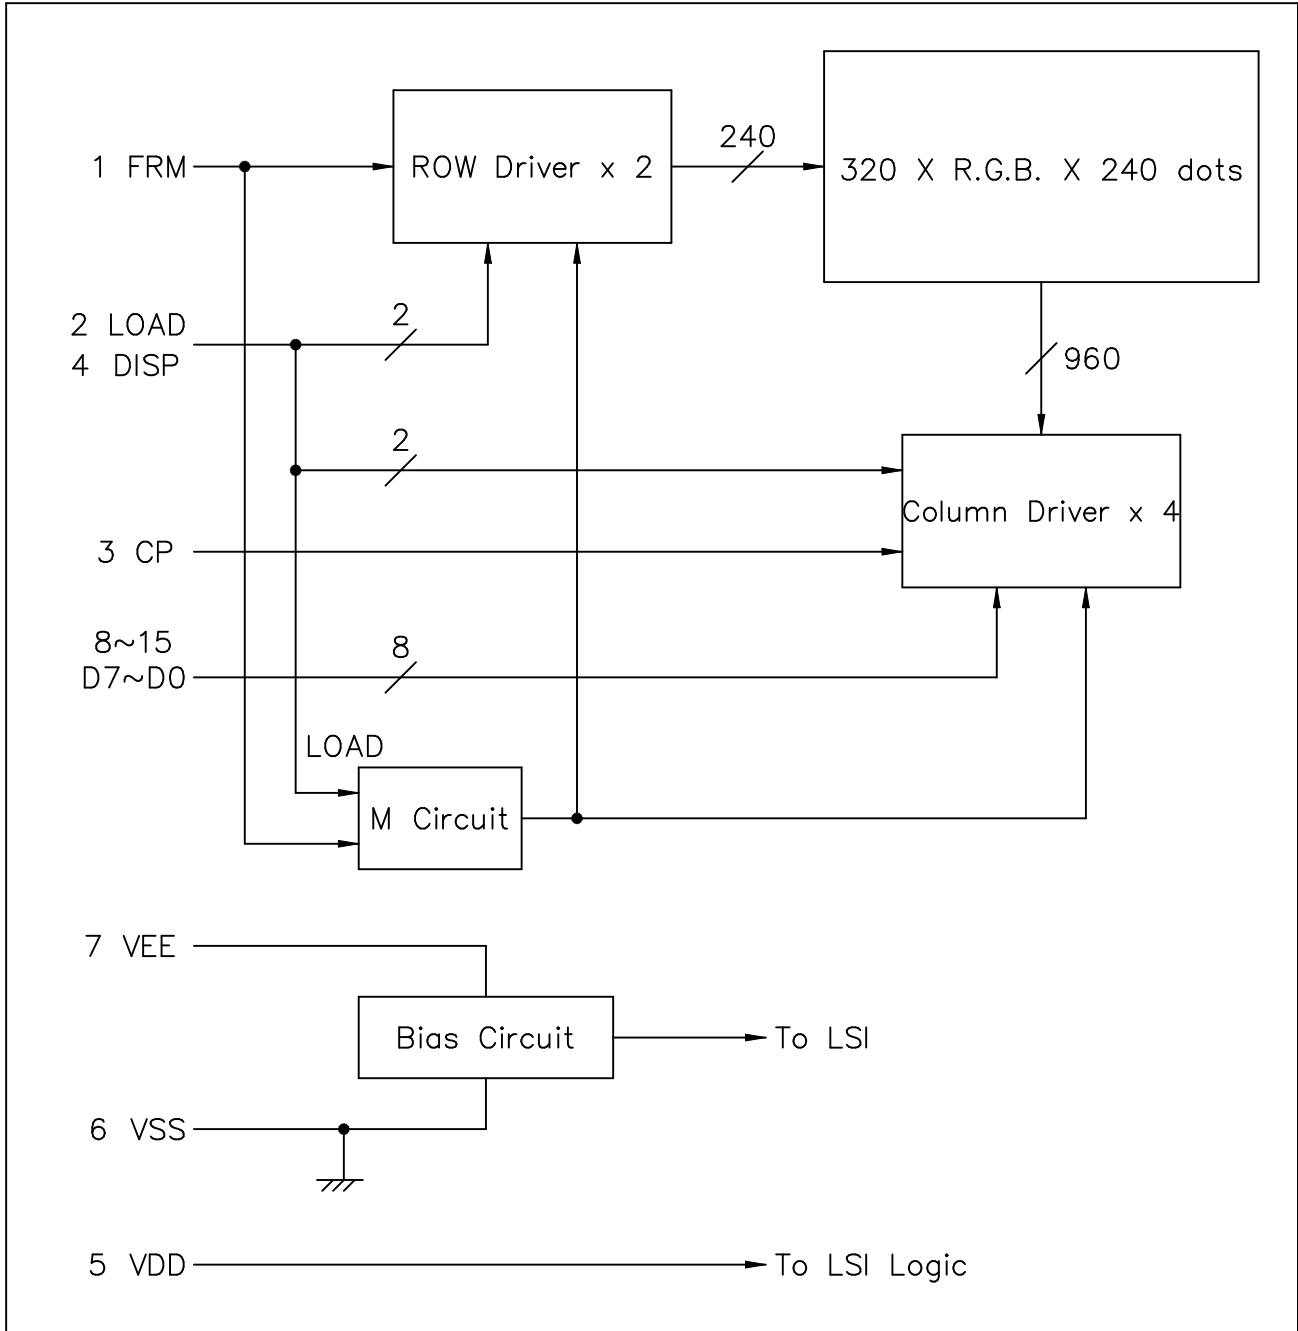 1 FRM
ROW Driver x 2
240
320 X R.G.B. X 240 dots
2 LOAD
4 DISP
2
960
2
Column Driver x 4
3 CP
8~15
D7~D0
8
LOAD
M Circuit
7 VEE
Bias Circuit
To LSI
6 VSS
5 VDD
To LSI Logic